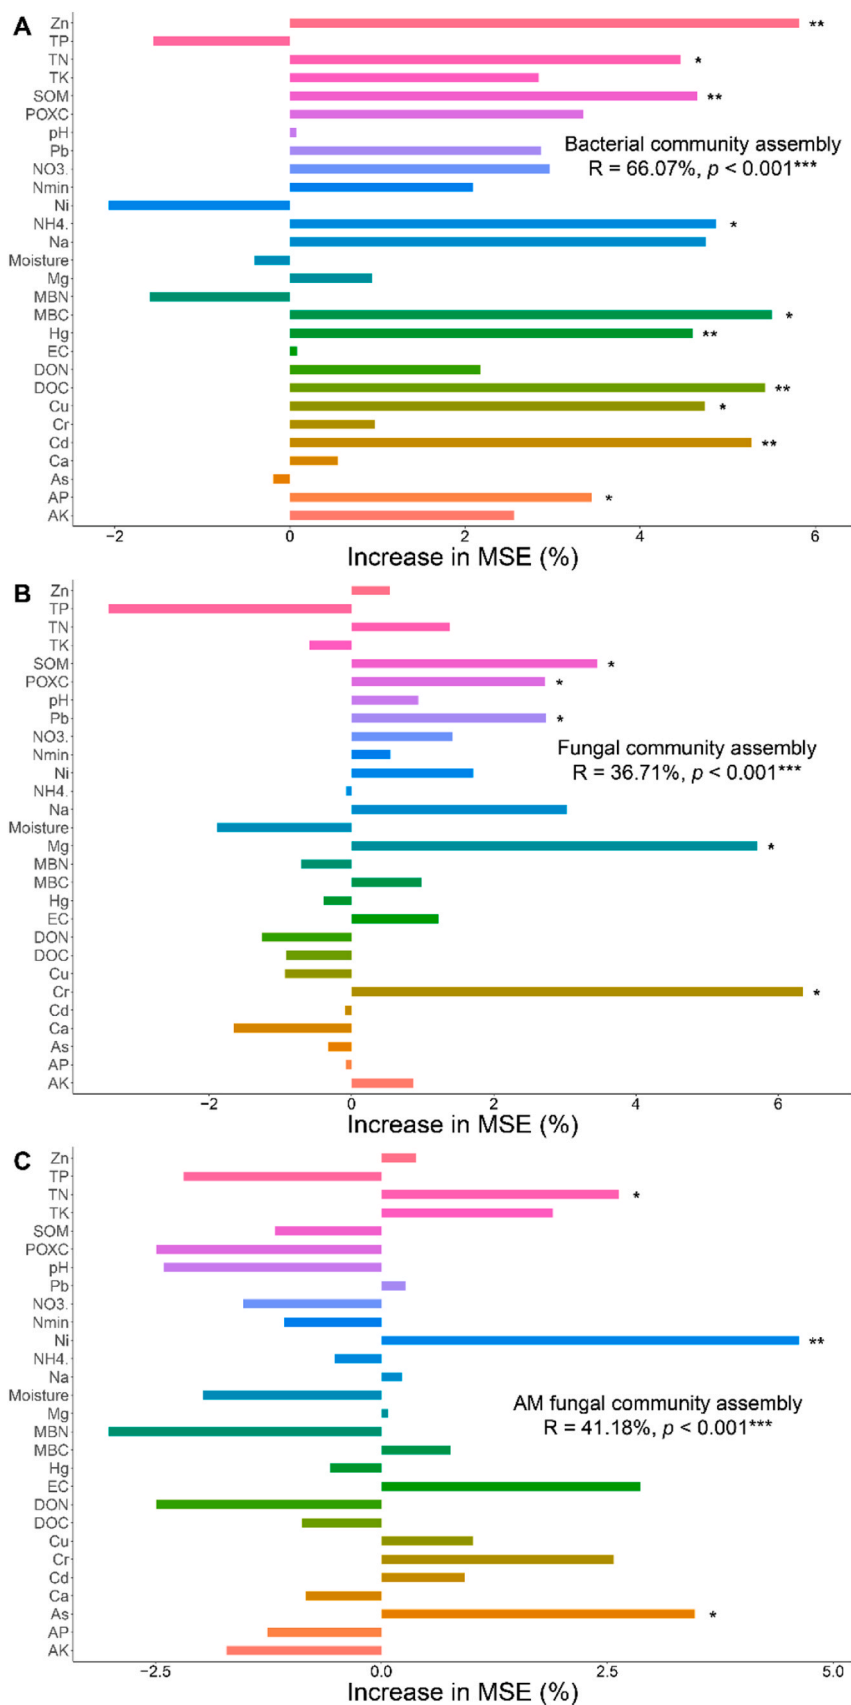 A
Zn
**
TP
TN
*
TK
SOM
**
POXC
pH
Bacterial community assembly
Pb
R = 66.07%, p < 0.001***
NO3.
Nmin
Ni
NH4.
*
Na
Moisture
Mg
MBN
MBC
*
Hg
**
EC
DON
DOC
**
Cu
*
Cr
Cd
**
Ca
As
AP
*
AK
−2 0 2 4 6
Increase in MSE (%)
B
Zn
TP
TN
TK
SOM
*
POXC
*
pH
Pb
*
NO3.
Fungal community assembly
Nmin
R = 36.71%, p < 0.001***
Ni
NH4.
Na
Moisture
Mg
*
MBN
MBC
Hg
EC
DON
DOC
Cu
Cr
*
Cd
Ca
As
AP
AK
−2 0 2 4 6
Increase in MSE (%)
C
Zn
TP
TN
*
TK
SOM
POXC
pH
Pb
NO3.
Nmin
Ni
**
NH4.
Na
Moisture
AM fungal community assembly
Mg
R = 41.18%, p < 0.001***
MBN
MBC
Hg
EC
DON
DOC
Cu
Cr
Cd
Ca
As
*
AP
AK
−2.5 0.0 2.5 5.0
Increase in MSE (%)